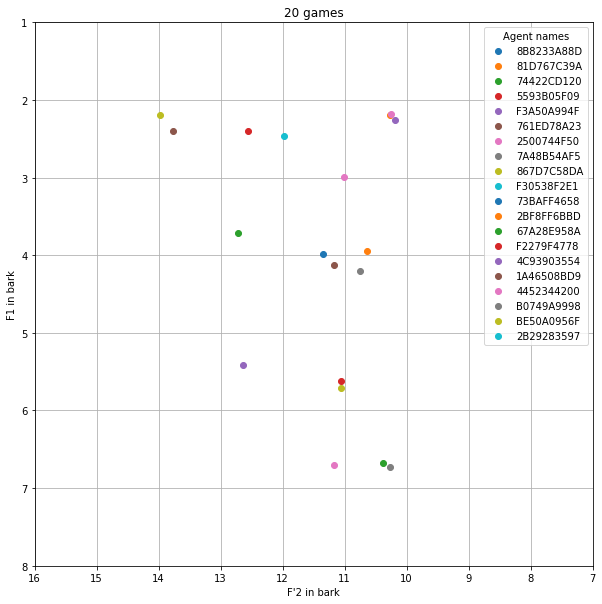 20 games
Agent names
8B8233A88D
81D767C39A
74422CD120
5593B05F09
F3A50A994F
761ED78A23
2500744F50
7A48B54AF5
867D7C58DA
F30538F2E1
73BAFF4658
2BF8FF6BBD
67A28E958A
F2279F4778
4C93903554
1A46508BD9
4452344200
B0749A9998
BE50A0956F
2B29283597
1
2
3
4
5
6
7
8
F1 in bark
16 15 14 13 12 11 10 9 8 7
F'2 in bark